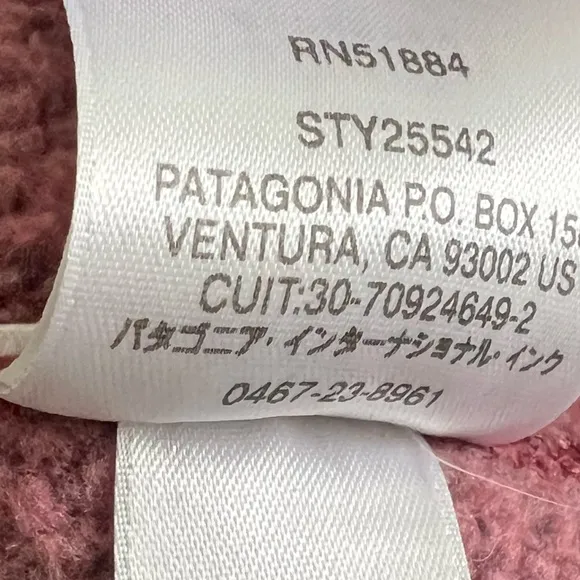 RN51884
STY25542
PATAGONIA P.O. BOX
VENTURA, CA 93002 US
CUIT:30-70924649-2
パタゴニア・インターナショナル・インク
0467-23-8961